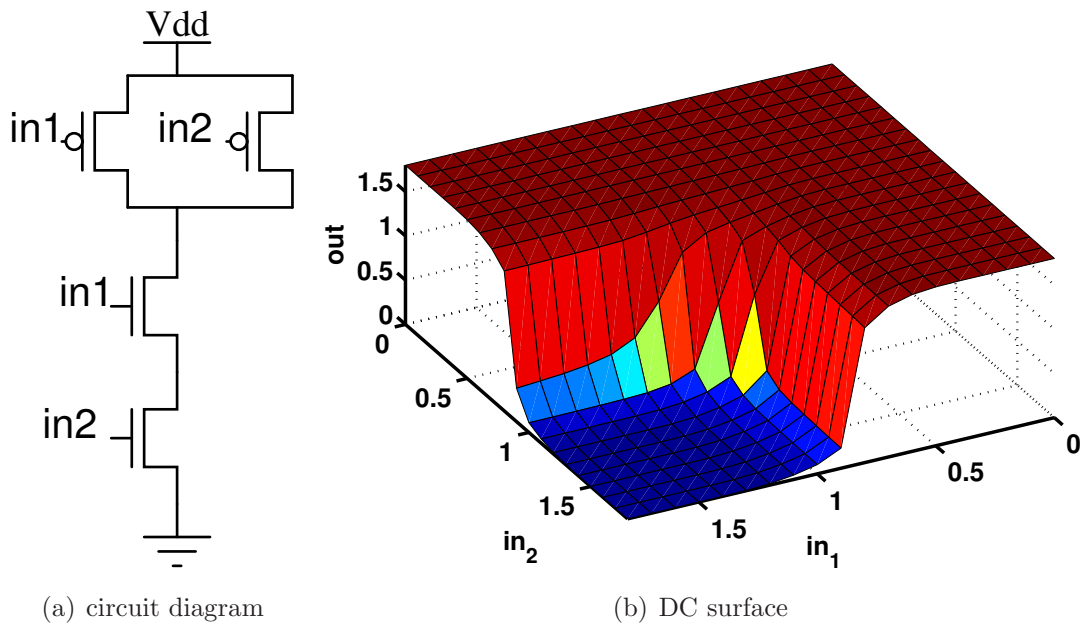 Vdd
in1
in2
in1
in2
(a) circuit diagram
out
1.5
1
0.5
0
0
0.5
1
1.5
in2
1.5
1
0.5
0
in1
(b) DC surface